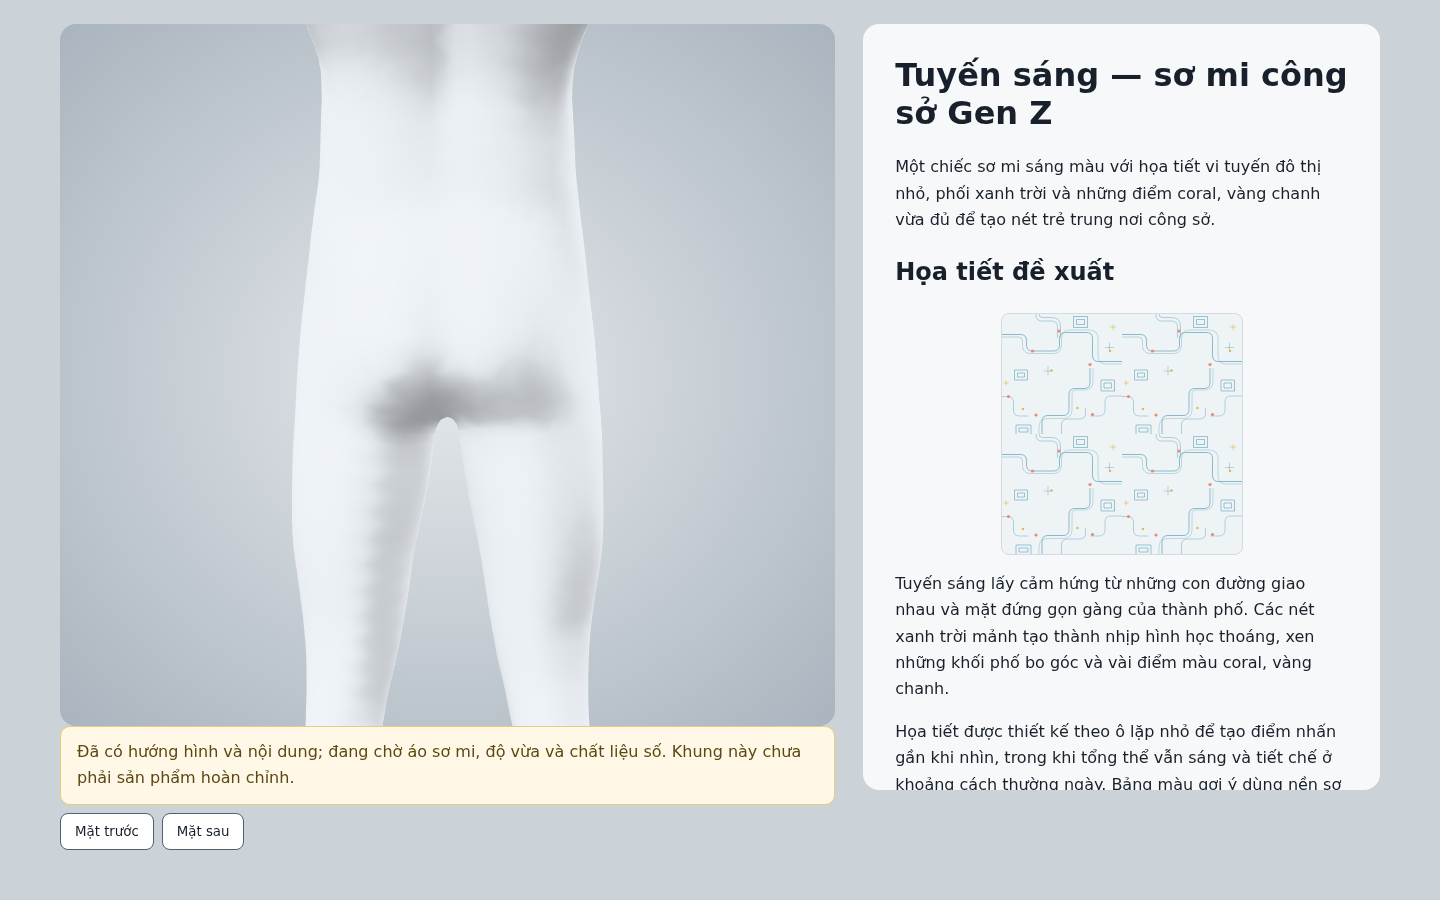 Tuyến sáng — sơ mi công
sở Gen Z
Một chiếc sơ mi sáng màu với họa tiết vi tuyến đô thị
nhỏ, phối xanh trời và những điểm coral, vàng chanh
vừa đủ để tạo nét trẻ trung nơi công sở.
Họa tiết đề xuất
Tuyến sáng lấy cảm hứng từ những con đường giao
nhau và mặt đứng gọn gàng của thành phố. Các nét
xanh trời mảnh tạo thành nhịp hình học thoáng, xen
những khối phố bo góc và vài điểm màu coral, vàng
chanh.
Họa tiết được thiết kế theo ô lặp nhỏ để tạo điểm nhấn
gần khi nhìn, trong khi tổng thể vẫn sáng và tiết chế ở
khoảng cách thường ngày. Bảng màu gợi ý dùng nền sơ
Đã có hướng hình và nội dung; đang chờ áo sơ mi, độ vừa và chất liệu số. Khung này chưa
phải sản phẩm hoàn chỉnh.
Mặt trước
Mặt sau